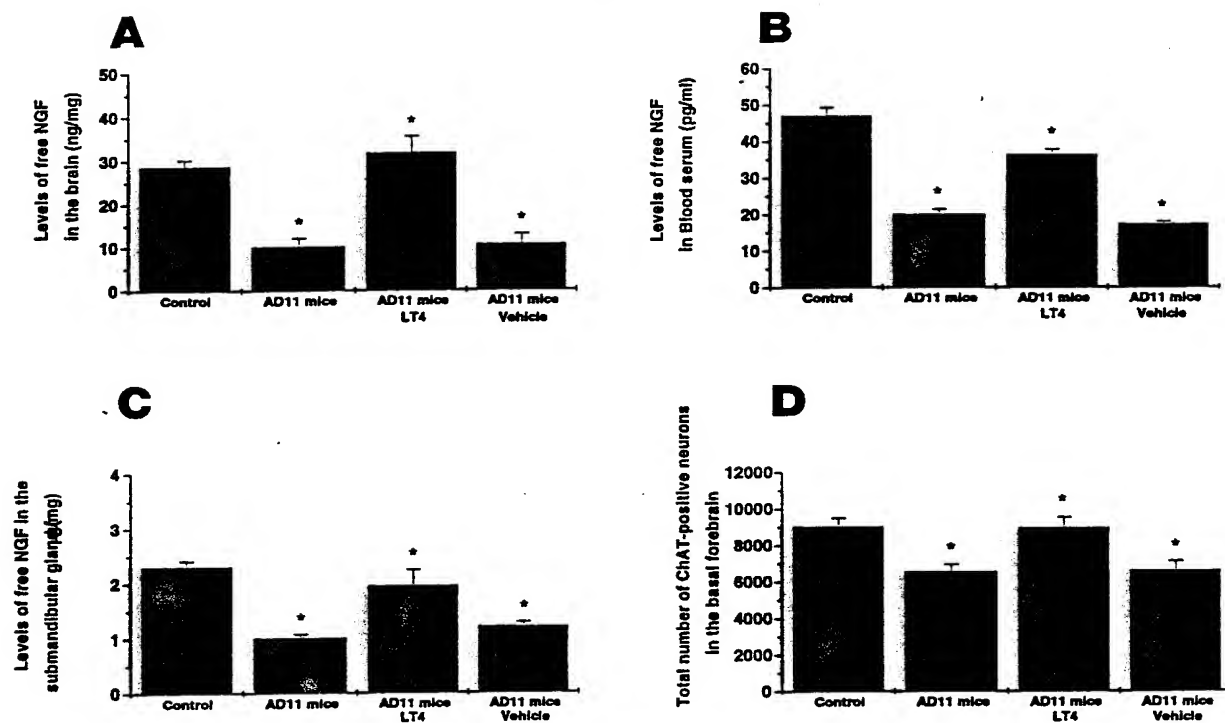 A
Levels of free NGF
in the brain (ng/mg)
50
40
30
20
10
0
*
*
*
Control
AD11 mice
AD11 mice
LT4
AD11 mice
Vehicle
B
Levels of free NGF
in Blood serum (pg/ml)
60
50
40
30
20
10
0
*
*
*
Control
AD11 mice
AD11 mice
LT4
AD11 mice
Vehicle
C
Levels of free NGF in the
submandibular gland
4
3
2
1
0
*
*
*
Control
AD11 mice
AD11 mice
LT4
AD11 mice
Vehicle
D
Total number of ChAT-positive neurons
in the basal forebrain
12000
10000
8000
6000
4000
2000
0
*
*
*
Control
AD11 mice
AD11 mice
LT4
AD11 mice
Vehicle